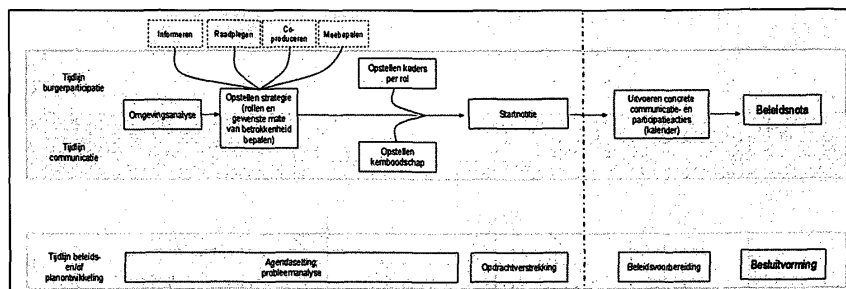 Informeren
Raadplegen
Co-
produceren
Meebepalen
Tijdlijn
burgerparticipatie
Opstellen kaders
per rol
Omgevingsanalyse
Opstellen strategie
(rollen en
gewenste mate
van betrokkenheid
bepalen)
Startnotitie
Uitvoeren concrete
communicatie- en
participatieacties
(kalender)
Beleidsnota
Tijdlijn
communicatie
Opstellen
kernboodschap
Tijdlijn beleids-
en/of
planontwikkeling
Agendasetting;
probleemanalyse
Opdrachtverstrekking
Beleidsvoorbereiding
Besluitvorming